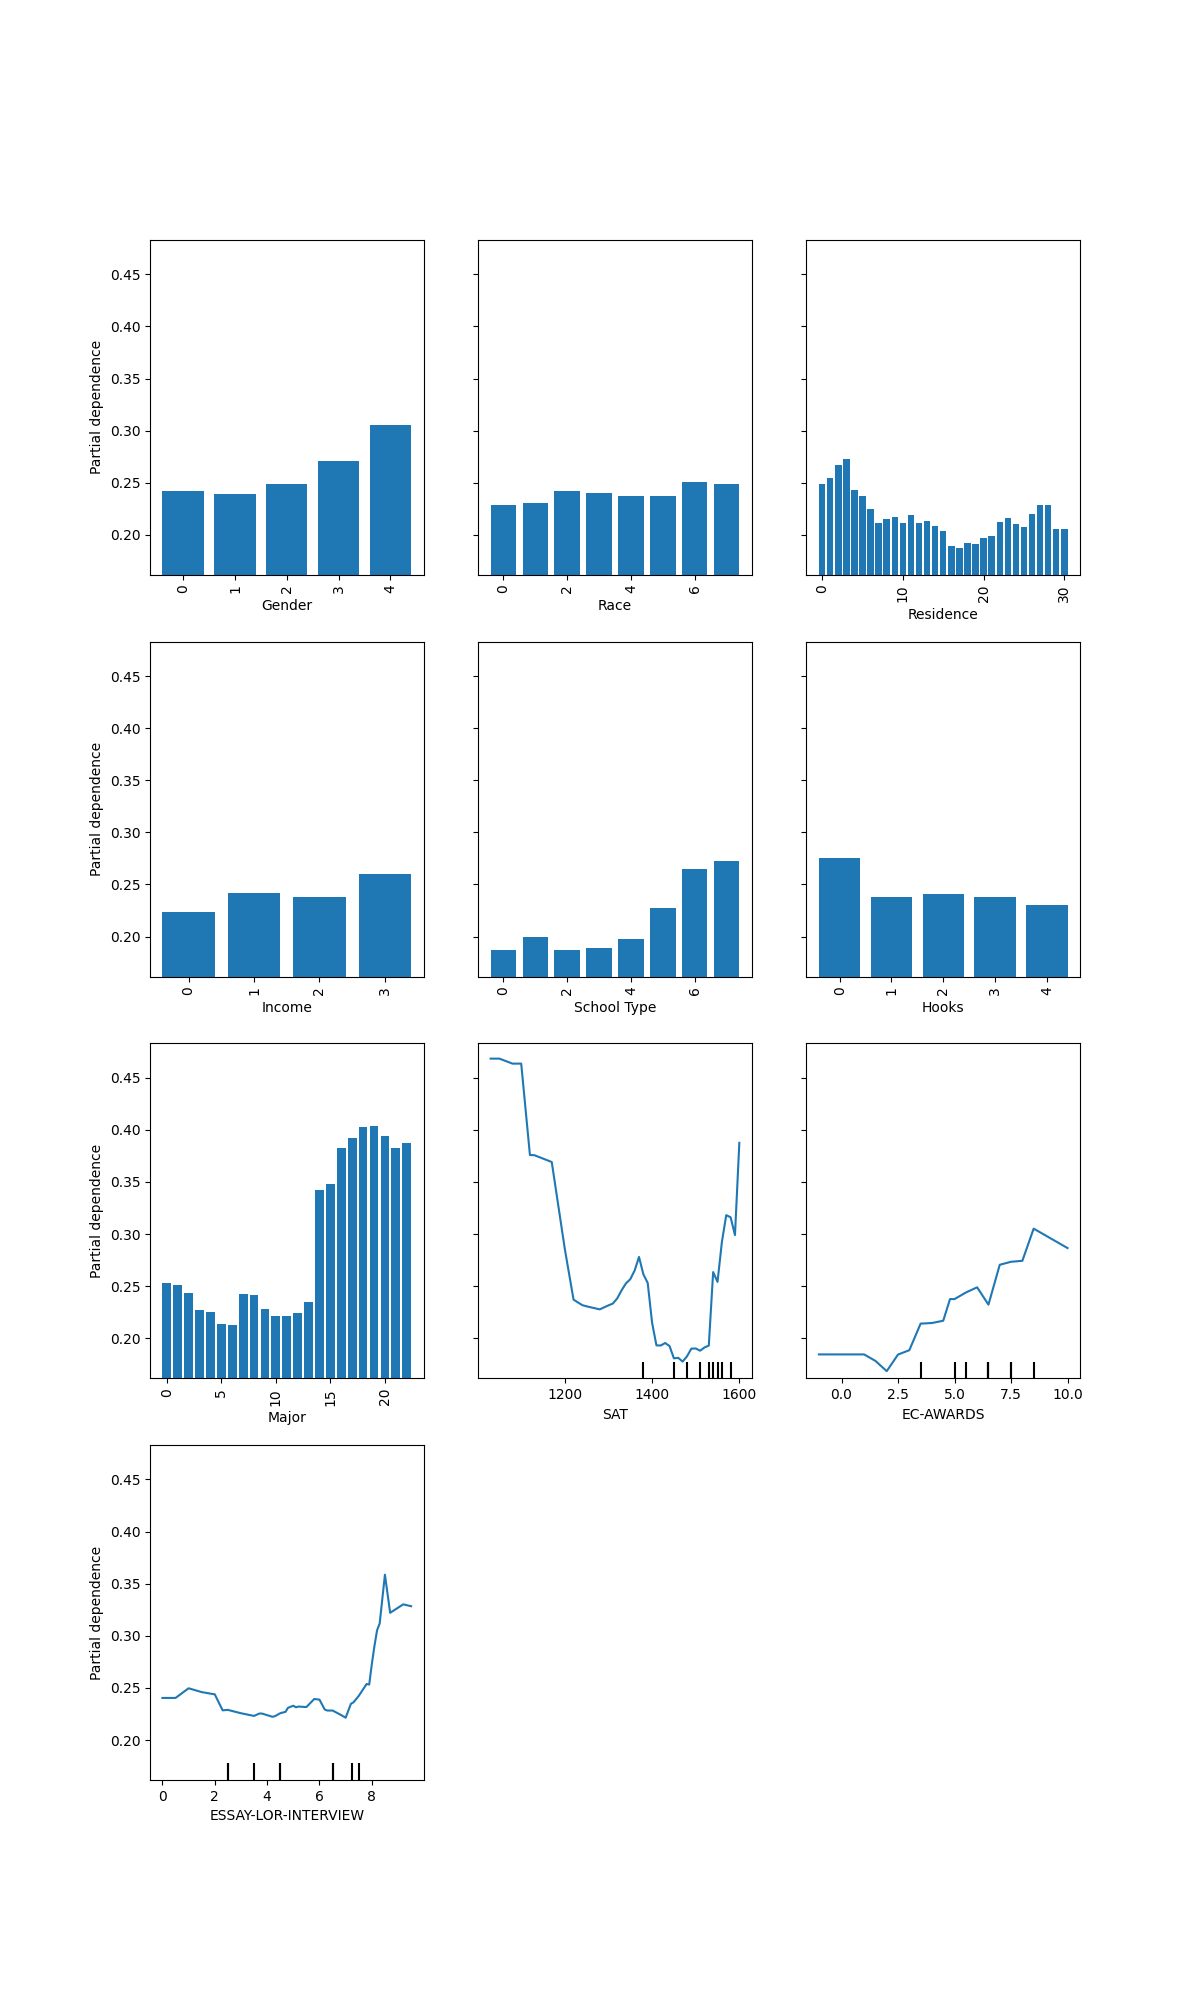 0.45
0.40
0.35
0.30
0.25
0.20
Partial dependence
0 1 2 3 4
Gender
0 2 4 6
Race
0 10 20 30
Residence
0.45
0.40
0.35
0.30
0.25
0.20
Partial dependence
0 1 2 3
Income
0 2 4 6
School Type
0 1 2 3 4
Hooks
0.45
0.40
0.35
0.30
0.25
0.20
Partial dependence
0 5 10 15 20
Major
1200 1400 1600
SAT
0.0 2.5 5.0 7.5 10.0
EC-AWARDS
0.45
0.40
0.35
0.30
0.25
0.20
Partial dependence
0 2 4 6 8
ESSAY-LOR-INTERVIEW